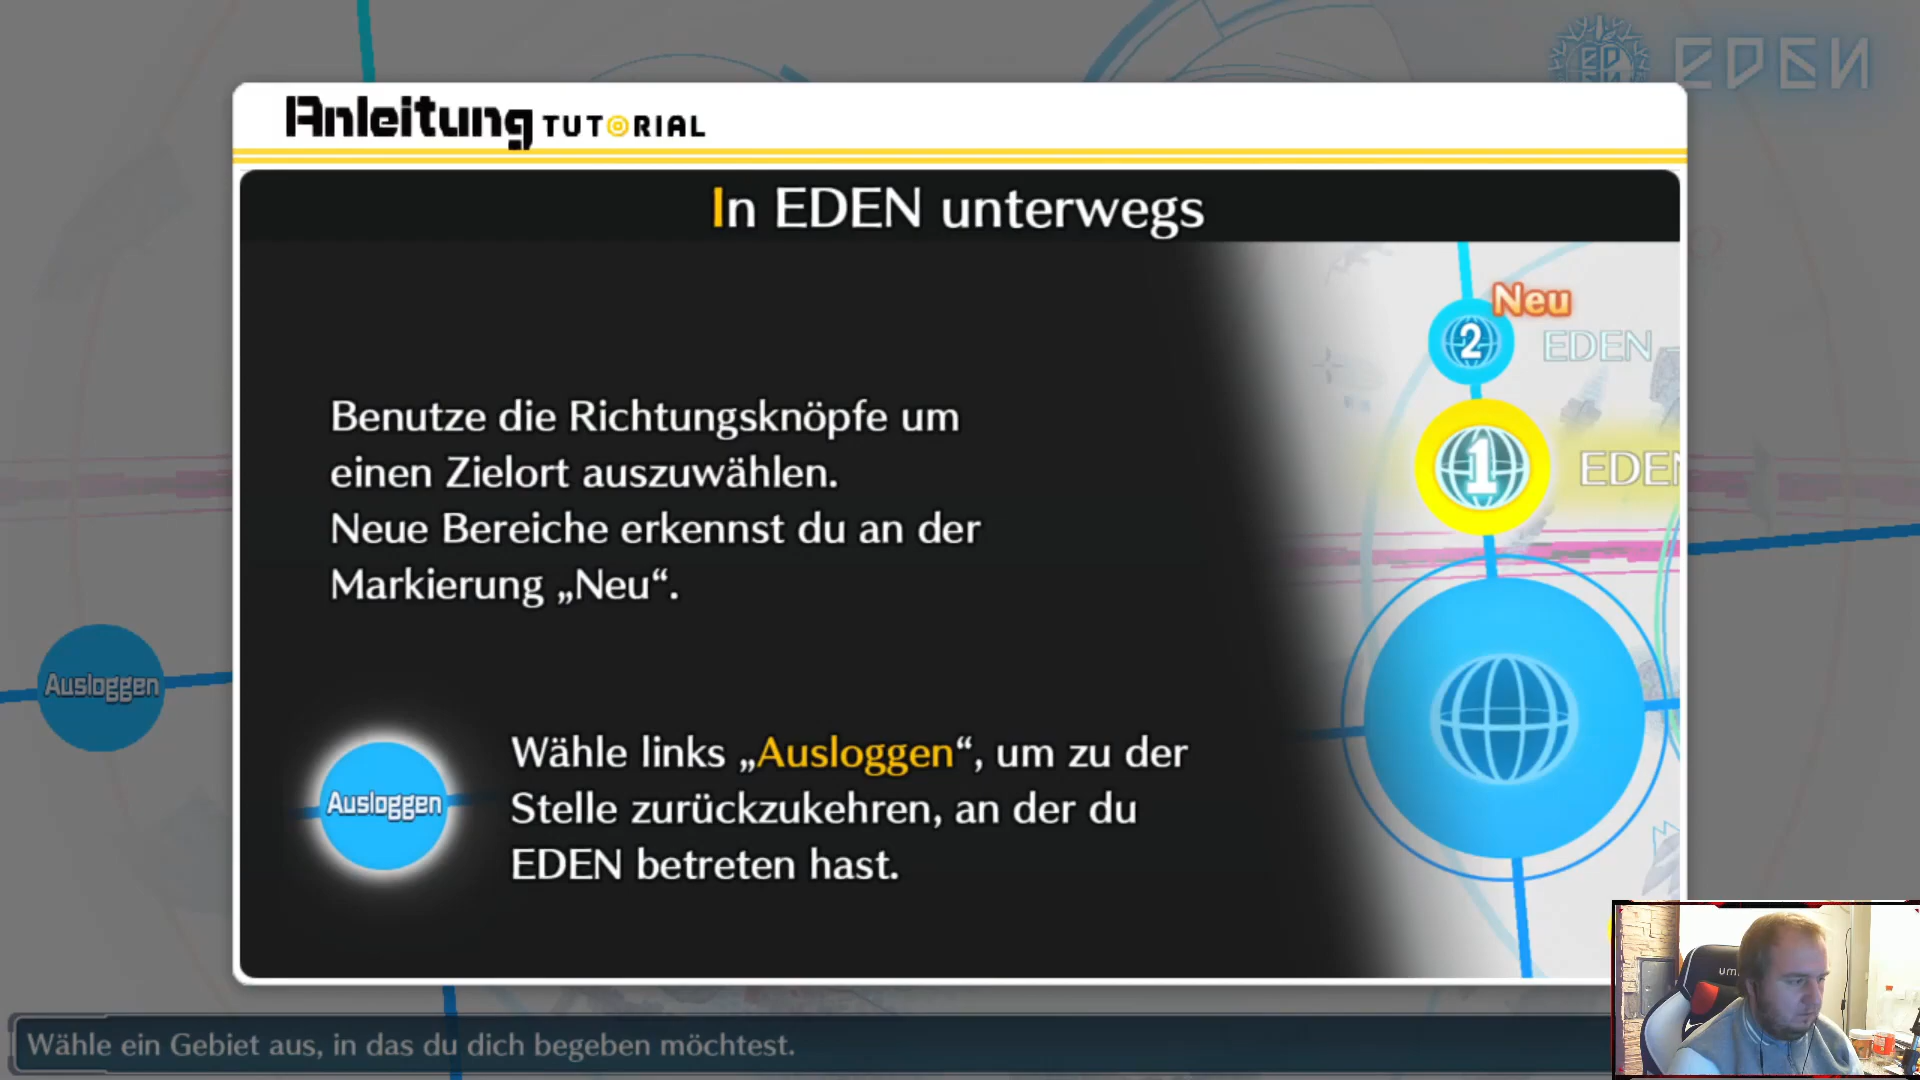 EDEN
Anleitung TUTORIAL
In EDEN unterwegs
Neu
2
EDEN
1
EDEN
Benutze die Richtungsknöpfe um
einen Zielort auszuwählen.
Neue Bereiche erkennst du an der
Markierung „Neu“.
Ausloggen
Ausloggen
Wähle links „Ausloggen“, um zu der
Stelle zurückzukehren, an der du
EDEN betreten hast.
Wähle ein Gebiet aus, in das du dich begeben möchtest.